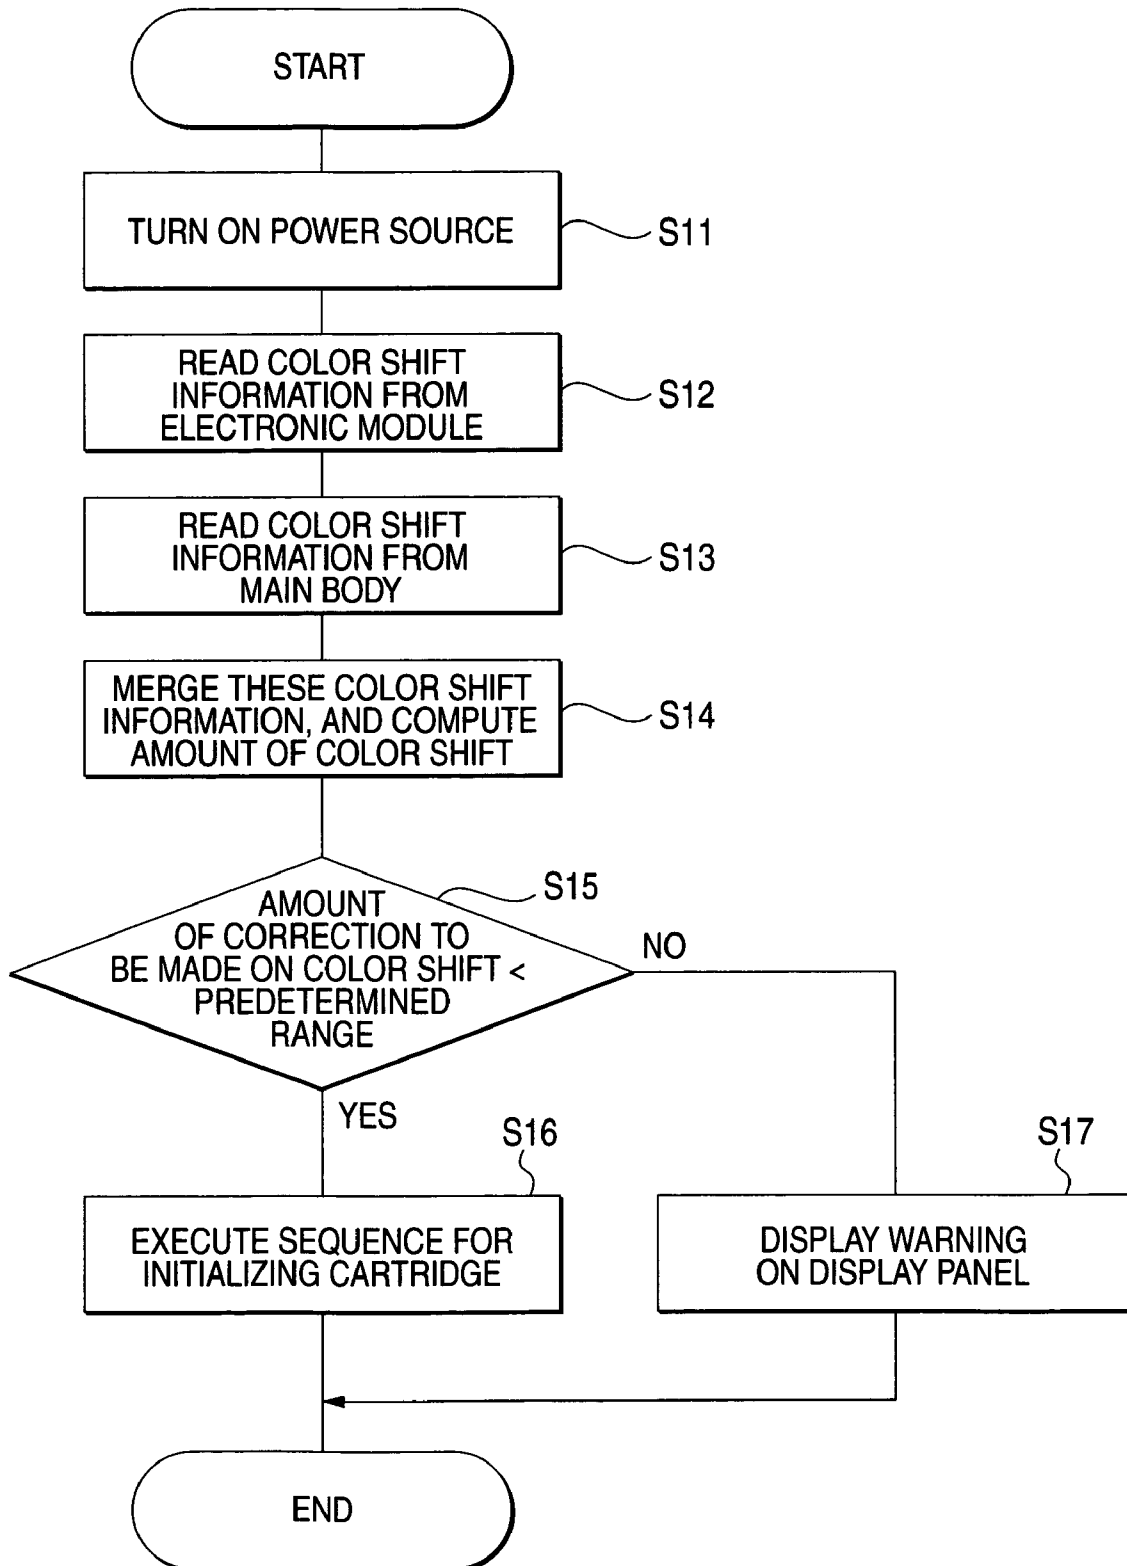 START
TURN ON POWER SOURCE
S11
READ COLOR SHIFT
INFORMATION FROM
ELECTRONIC MODULE
S12
READ COLOR SHIFT
INFORMATION FROM
MAIN BODY
S13
MERGE THESE COLOR SHIFT
INFORMATION, AND COMPUTE
AMOUNT OF COLOR SHIFT
S14
S15
AMOUNT
OF CORRECTION TO
BE MADE ON COLOR SHIFT <
PREDETERMINED
RANGE
NO
YES
S16
EXECUTE SEQUENCE FOR
INITIALIZING CARTRIDGE
S17
DISPLAY WARNING
ON DISPLAY PANEL
END